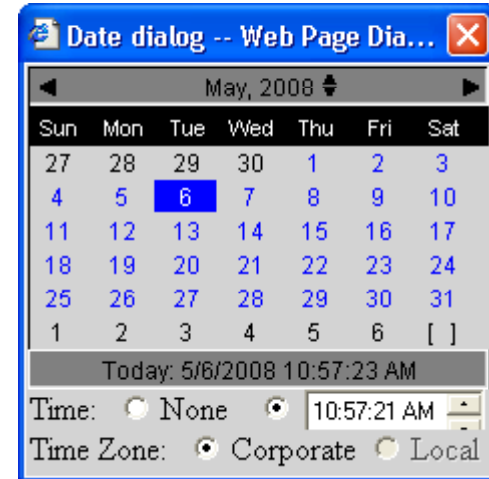 Date dialog -- Web Page Dia...
May, 2008
Sun Mon Tue Wed Thu Fri Sat
27 28 29 30 1 2 3
4 5 6 7 8 9 10
11 12 13 14 15 16 17
18 19 20 21 22 23 24
25 26 27 28 29 30 31
1 2 3 4 5 6 [ ]
Today: 5/6/2008 10:57:23 AM
Time: None 10:57:21 AM
Time Zone: Corporate Local